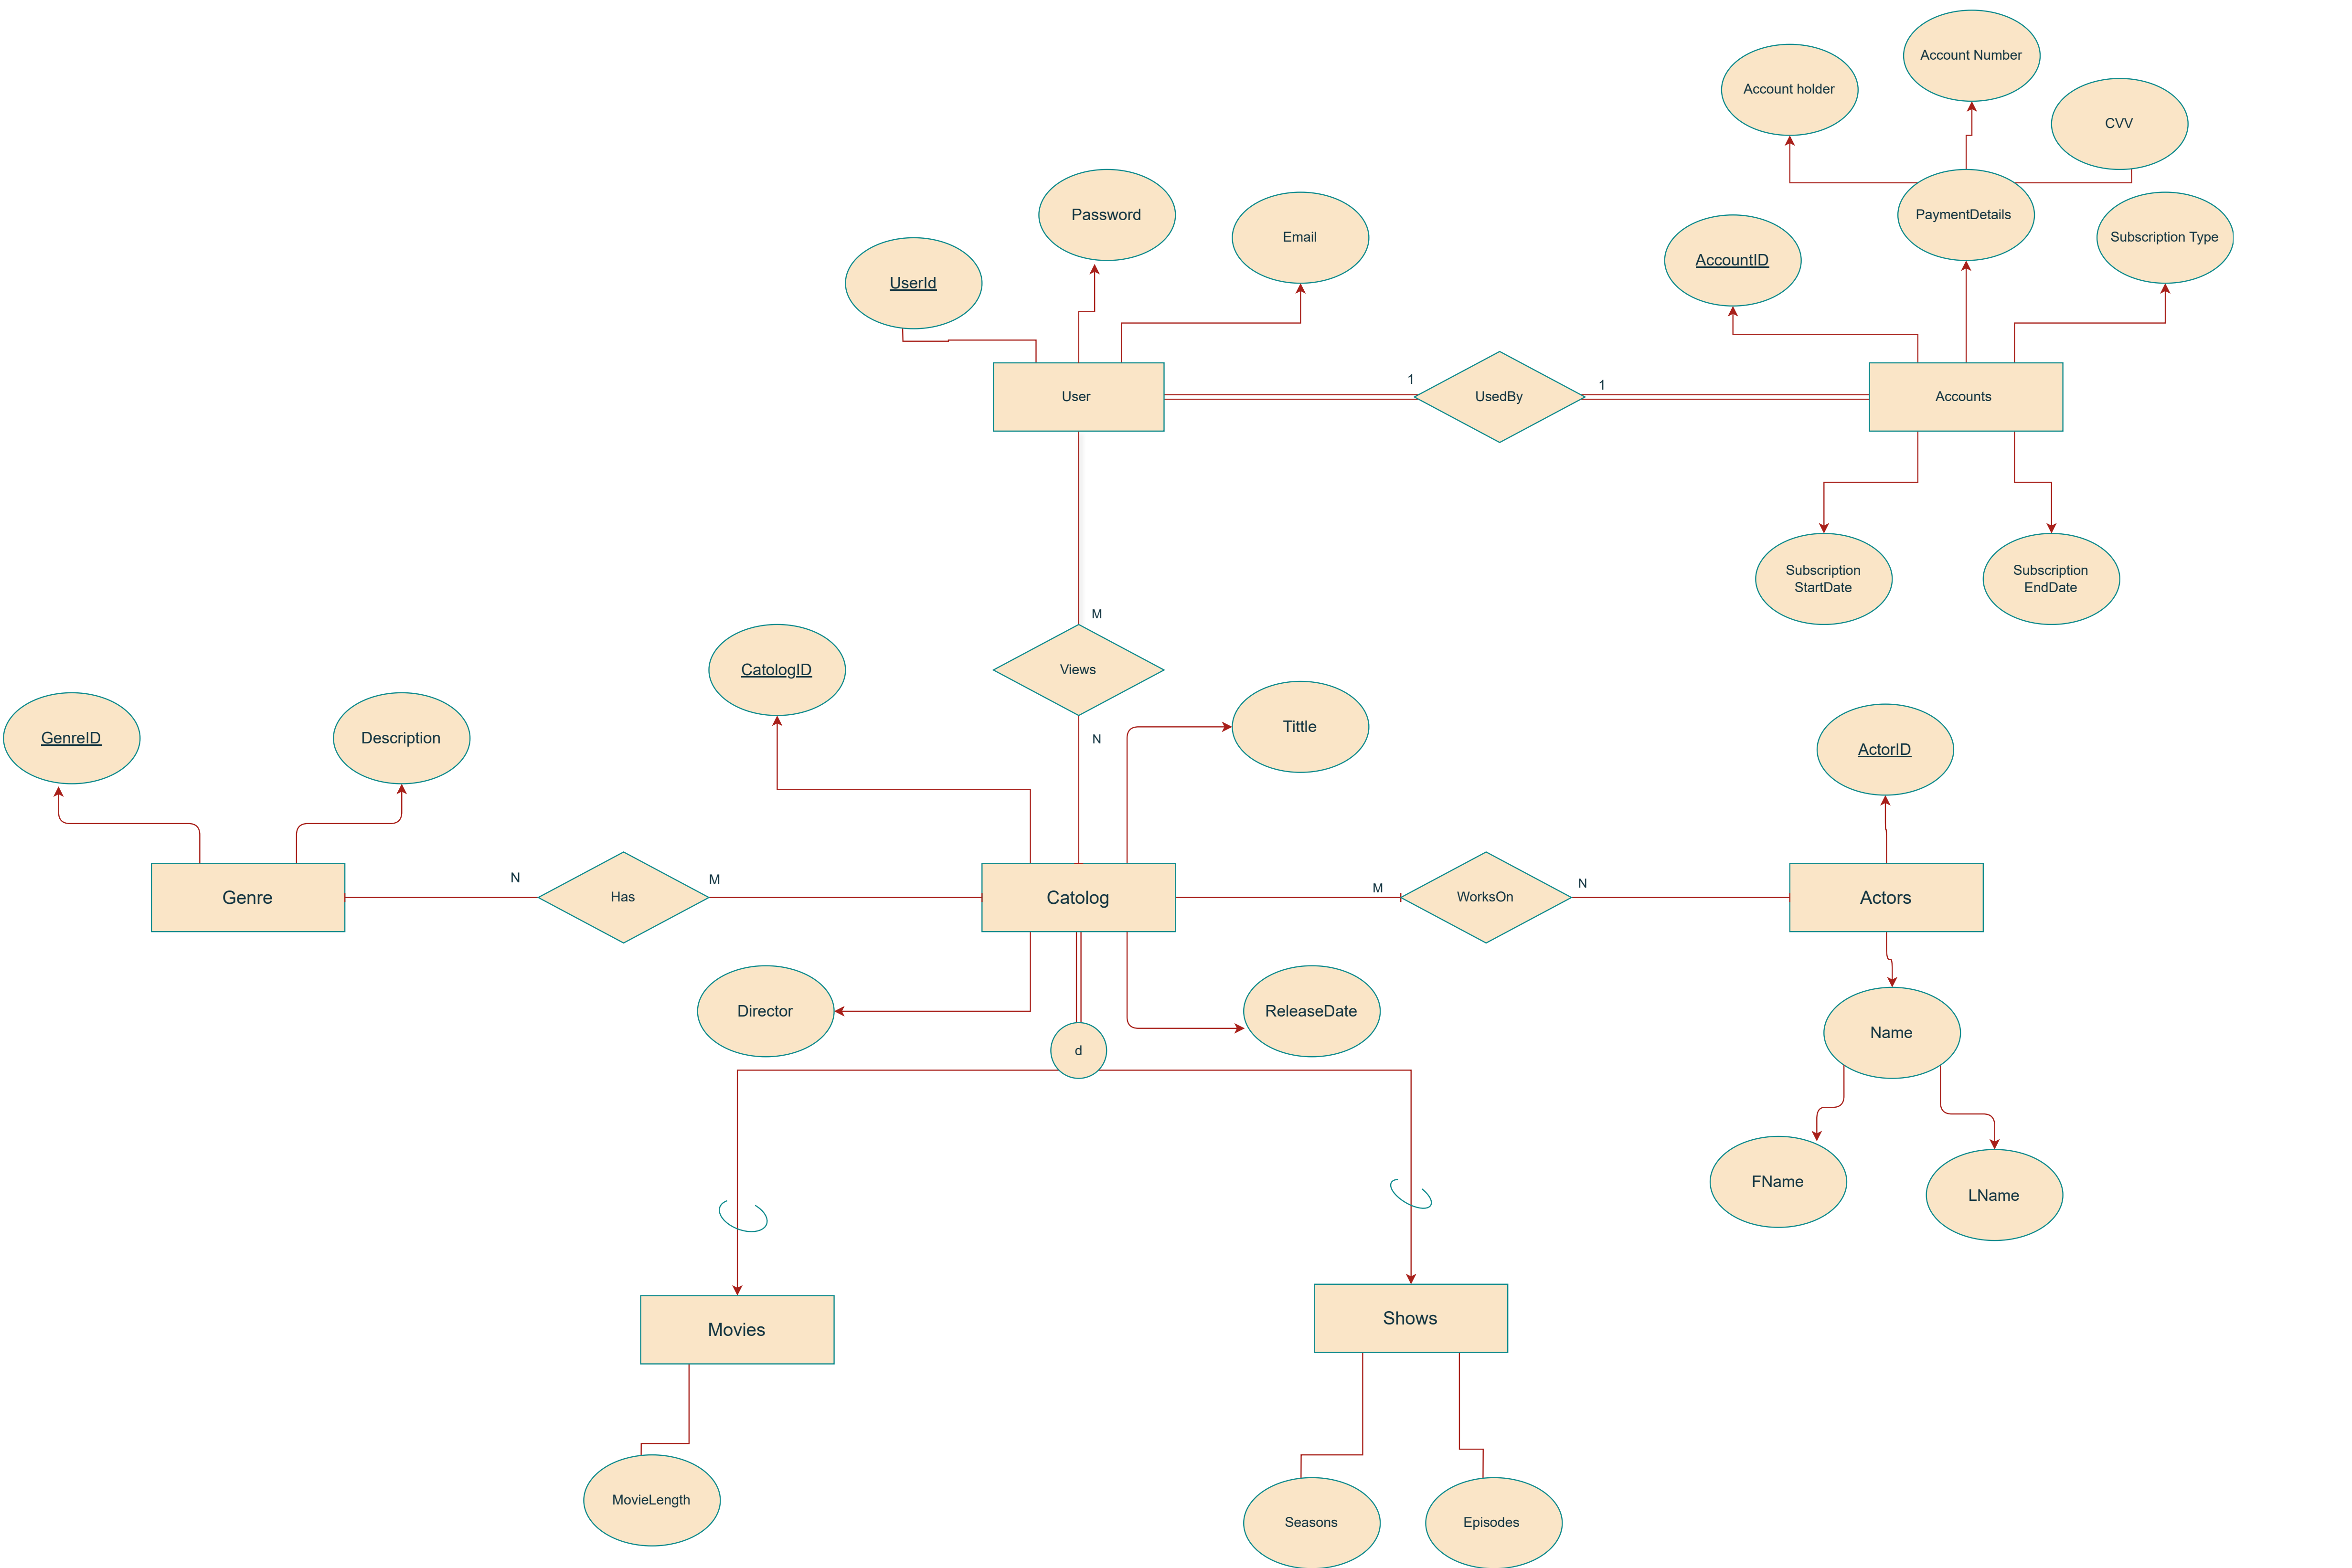 Account Number
Account holder
CVV
Password
PaymentDetails
Email
Subscription Type
AccountID
UserId
1
1
User
UsedBy
Accounts
Subscription
StartDate
Subscription
EndDate
M
CatologID
Views
Tittle
N
GenreID
Description
ActorID
N
M
M
N
Genre
Has
Catolog
WorksOn
Actors
Director
ReleaseDate
Name
d
FName
LName
Shows
Movies
MovieLength
Seasons
Episodes